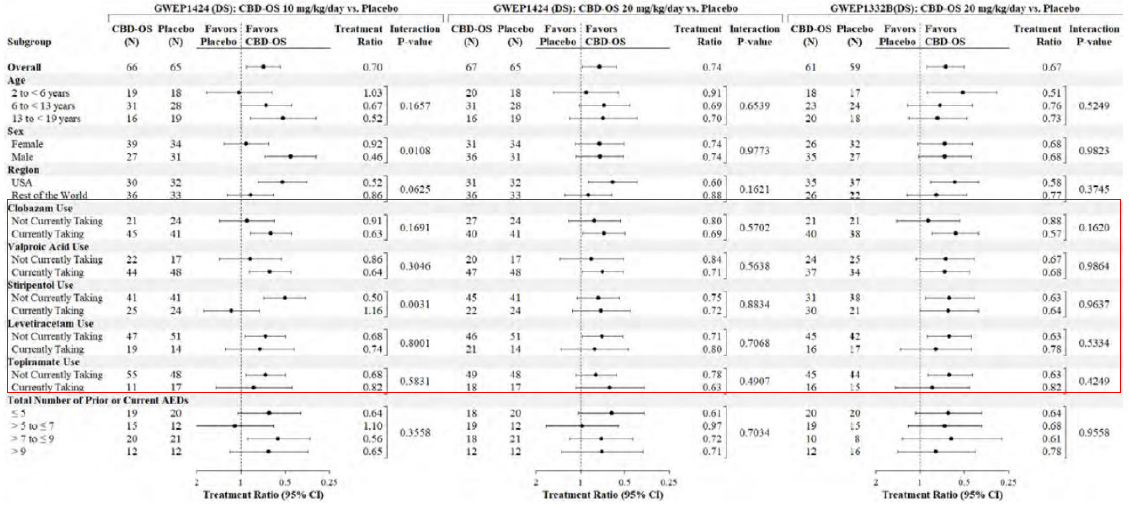 GWEP1424 (DS): CBD-OS 10 mg/kg/day vs. Placebo GWEP1424 (DS): CBD-OS 20 mg/kg/day vs. Placebo GWEP1332B(DS): CBD-OS 20 mg/kg/day vs. Placebo
CBD-OS Placebo Favors Favors Treatment Interaction CBD-OS Placebo Favors Favors Treatment Interaction CBD-OS Placebo Favors Favors Treatment Interaction
Subgroup (N) (N) Placebo CBD-OS Ratio P-value (N) (N) Placebo CBD-OS Ratio P-value (N) (N) Placebo CBD-OS Ratio P-value
Overall 66 65 0.70 67 65 0.74 61 59 0.67
Age
2 to < 6 years 19 18 1.03 20 18 0.91 18 17 0.51
6 to < 13 years 31 28 0.67 0.1657 31 28 0.69 0.6539 23 24 0.76 0.5249
13 to < 19 years 16 19 0.52 16 19 0.70 20 18 0.73
Sex
Female 39 34 0.92 0.0108 31 34 0.74 0.9773 26 32 0.68 0.9823
Male 27 31 0.46 36 31 0.74 35 27 0.68
Region
USA 30 32 0.52 0.0625 31 32 0.60 0.1621 35 37 0.58 0.3745
Rest of the World 36 33 0.86 36 33 0.88 26 22 0.77
Clobazam Use
Not Currently Taking 21 24 0.91 0.1691 27 24 0.80 0.5702 21 21 0.88 0.1620
Currently Taking 45 41 0.63 40 41 0.69 40 38 0.57
Valproic Acid Use
Not Currently Taking 22 17 0.86 0.3046 20 17 0.84 0.5638 24 25 0.67 0.9864
Currently Taking 44 48 0.64 47 48 0.71 37 34 0.68
Stiripentol Use
Not Currently Taking 41 41 0.50 0.0031 45 41 0.75 0.8834 31 38 0.63 0.9637
Currently Taking 25 24 1.16 22 24 0.72 30 21 0.64
Levetiracetam Use
Not Currently Taking 47 51 0.68 0.8001 46 51 0.71 0.7068 45 42 0.63 0.5334
Currently Taking 19 14 0.74 21 14 0.80 16 17 0.78
Topiramate Use
Not Currently Taking 55 48 0.68 0.5831 49 48 0.78 0.4907 45 44 0.63 0.4249
Currently Taking 11 17 0.82 18 17 0.63 16 15 0.82
Total Number of Prior or Current AEDs
≤ 5 19 20 0.64 18 20 0.61 20 20 0.64
> 5 to ≤ 7 15 12 1.10 0.3558 19 12 0.97 0.7034 19 15 0.68 0.9558
> 7 to ≤ 9 20 21 0.56 18 21 0.72 10 8 0.61
> 9 12 12 0.65 12 12 0.71 12 16 0.78
2 1 0.5 0.25 2 1 0.5 0.25 2 1 0.5 0.25
Treatment Ratio (95% CI) Treatment Ratio (95% CI) Treatment Ratio (95% CI)